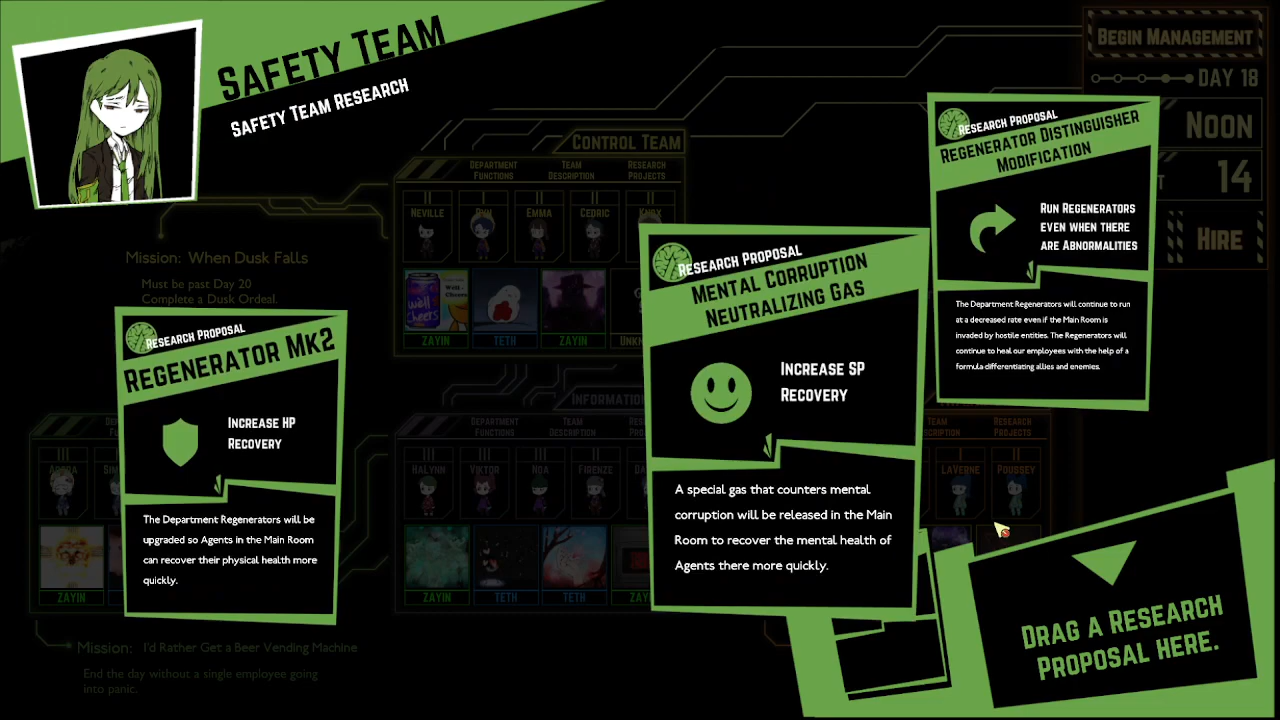 SAFETY TEAM
SAFETY TEAM RESEARCH
BEGIN MANAGEMENT
DAY 18
NOON
14
HIRE
CONTROL TEAM
DEPARTMENT FUNCTIONS
TEAM DESCRIPTION
RESEARCH PROJECTS
NEVILLE
RYN
EMMA
CEDRIC
KNOX
Well Cheers
ZAYIN
TETH
ZAYIN
Mission: When Dusk Falls
Must be past Day 20
Complete a Dusk Ordeal.
RESEARCH PROPOSAL
REGENERATOR MK2
INCREASE HP
RECOVERY
The Department Regenerators will be
upgraded so Agents in the Main Room
can recover their physical health more
quickly.
RESEARCH PROPOSAL
MENTAL CORRUPTION
NEUTRALIZING GAS
INCREASE SP
RECOVERY
A special gas that counters mental
corruption will be released in the Main
Room to recover the mental health of
Agents there more quickly.
RESEARCH PROPOSAL
REGENERATOR DISTINGUISHER
MODIFICATION
RUN REGENERATORS
EVEN WHEN THERE
ARE ABNORMALITIES
The Department Regenerators will continue to run
at a decreased rate even if the Main Room is
invaded by hostile entities. The Regenerators will
continue to heal our employees with the help of a
formula differentiating allies and enemies.
DEPARTMENT FUNCTIONS
TEAM DESCRIPTION
RESEARCH PROJECTS
HALYNN
VIKTOR
NOA
FIRENZE
LAVERNE
POUSSEY
ZAYIN
ZAYIN
TETH
TETH
Mission: I'd Rather Get a Beer Vending Machine
End the day without a single employee going
into panic.
DRAG A RESEARCH
PROPOSAL HERE.